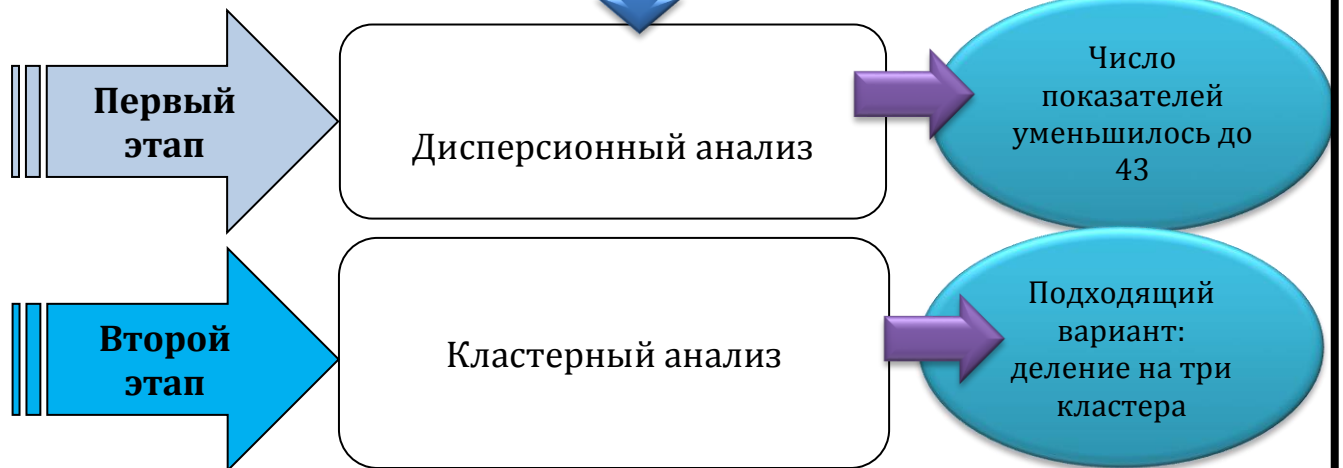 Первый
этап
Дисперсионный анализ
Число
показателей
уменьшилось до
43
Второй
этап
Кластерный анализ
Подходящий
вариант:
деление на три
кластера